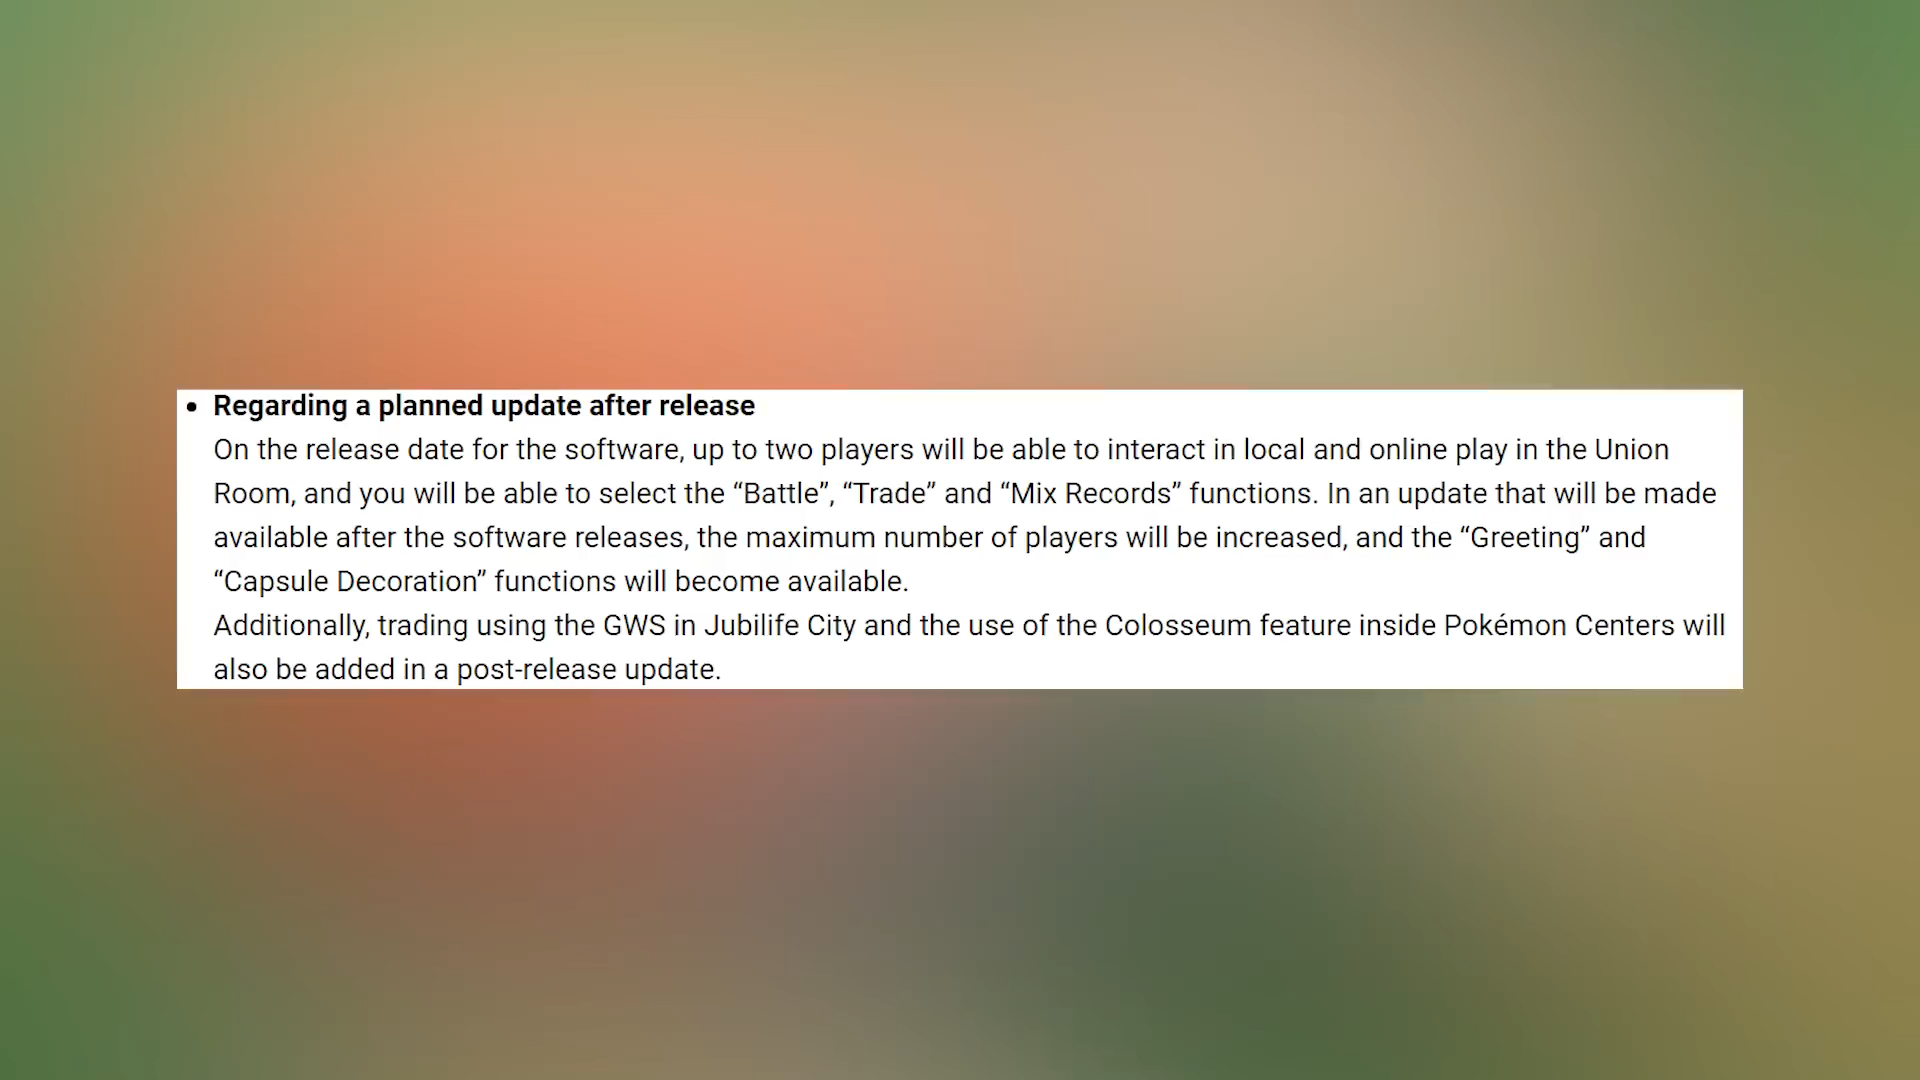 • Regarding a planned update after release
On the release date for the software, up to two players will be able to interact in local and online play in the Union
Room, and you will be able to select the “Battle”, “Trade” and “Mix Records” functions. In an update that will be made
available after the software releases, the maximum number of players will be increased, and the “Greeting” and
“Capsule Decoration” functions will become available.
Additionally, trading using the GWS in Jubilife City and the use of the Colosseum feature inside Pokémon Centers will
also be added in a post-release update.